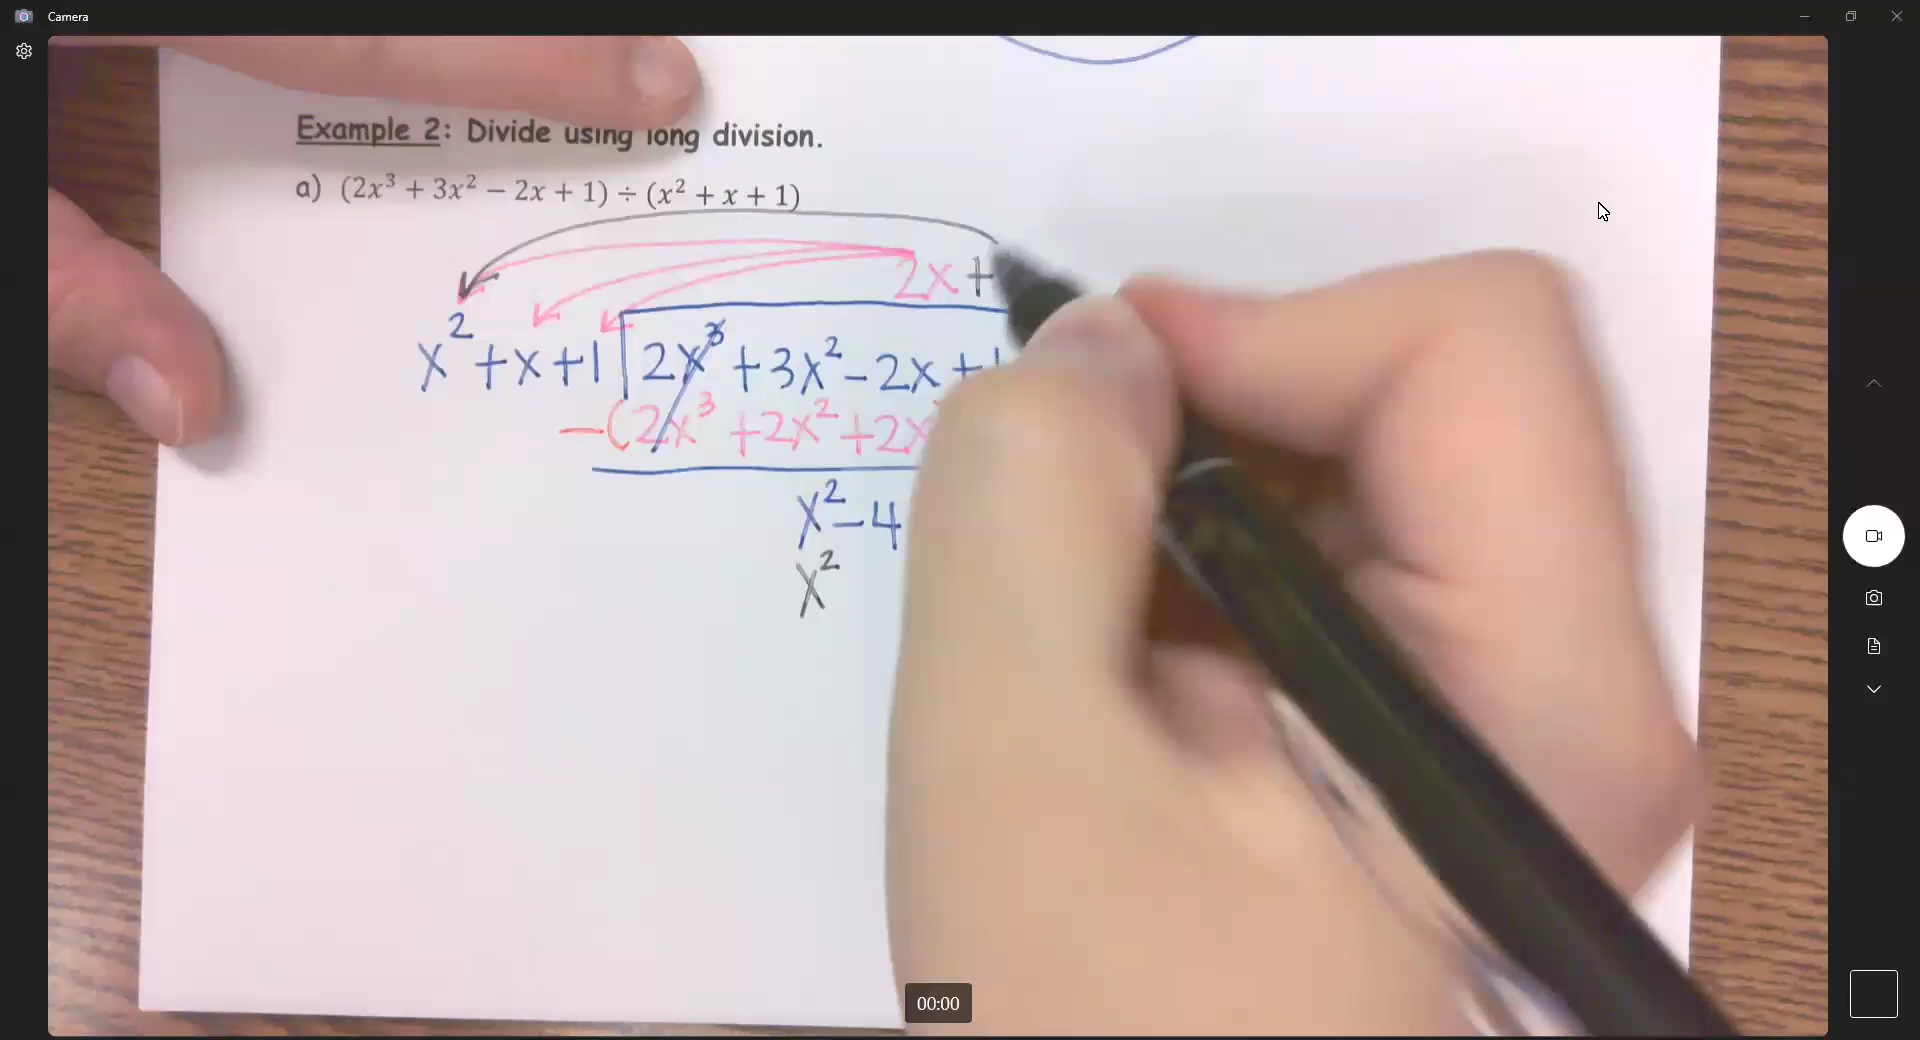 Camera
Example 2: Divide using long division.
a) (2x³ + 3x² − 2x + 1) ÷ (x² + x + 1)
2x +
x² + x + 1 2x³ + 3x² − 2x + 1
−(2x³ + 2x² + 2x
x² − 4
x²
00:00